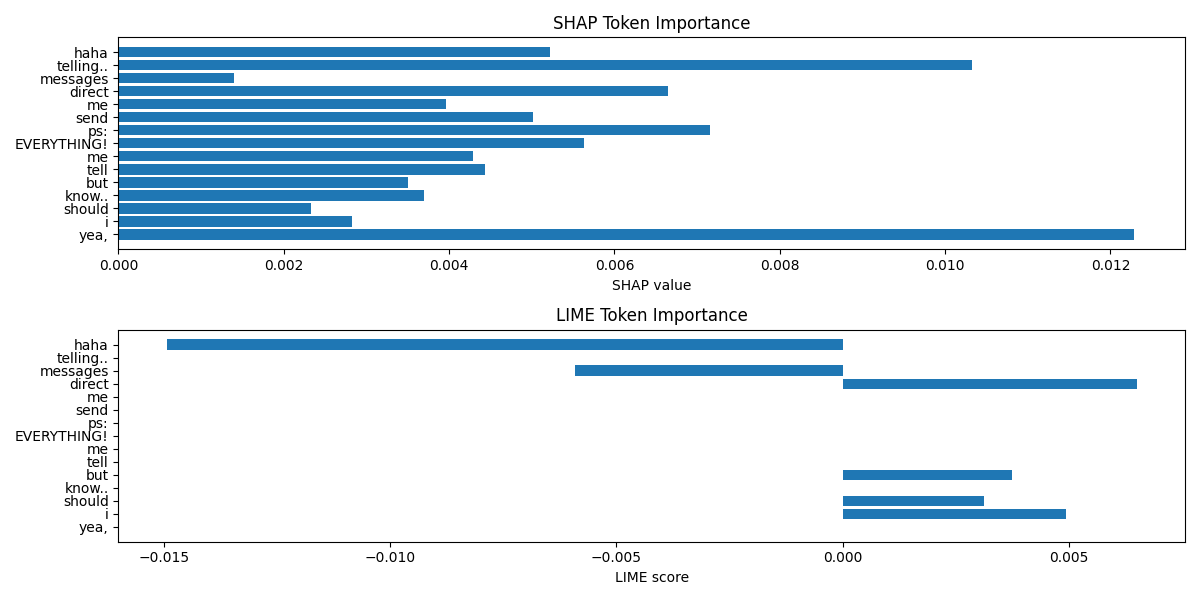 SHAP Token Importance
haha
telling..
messages
direct
me
send
ps:
EVERYTHING!
me
tell
but
know..
should
i
yea,
0.000 0.002 0.004 0.006 0.008 0.010 0.012
SHAP value
LIME Token Importance
haha
telling..
messages
direct
me
send
ps:
EVERYTHING!
me
tell
but
know..
should
i
yea,
−0.015 −0.010 −0.005 0.000 0.005
LIME score